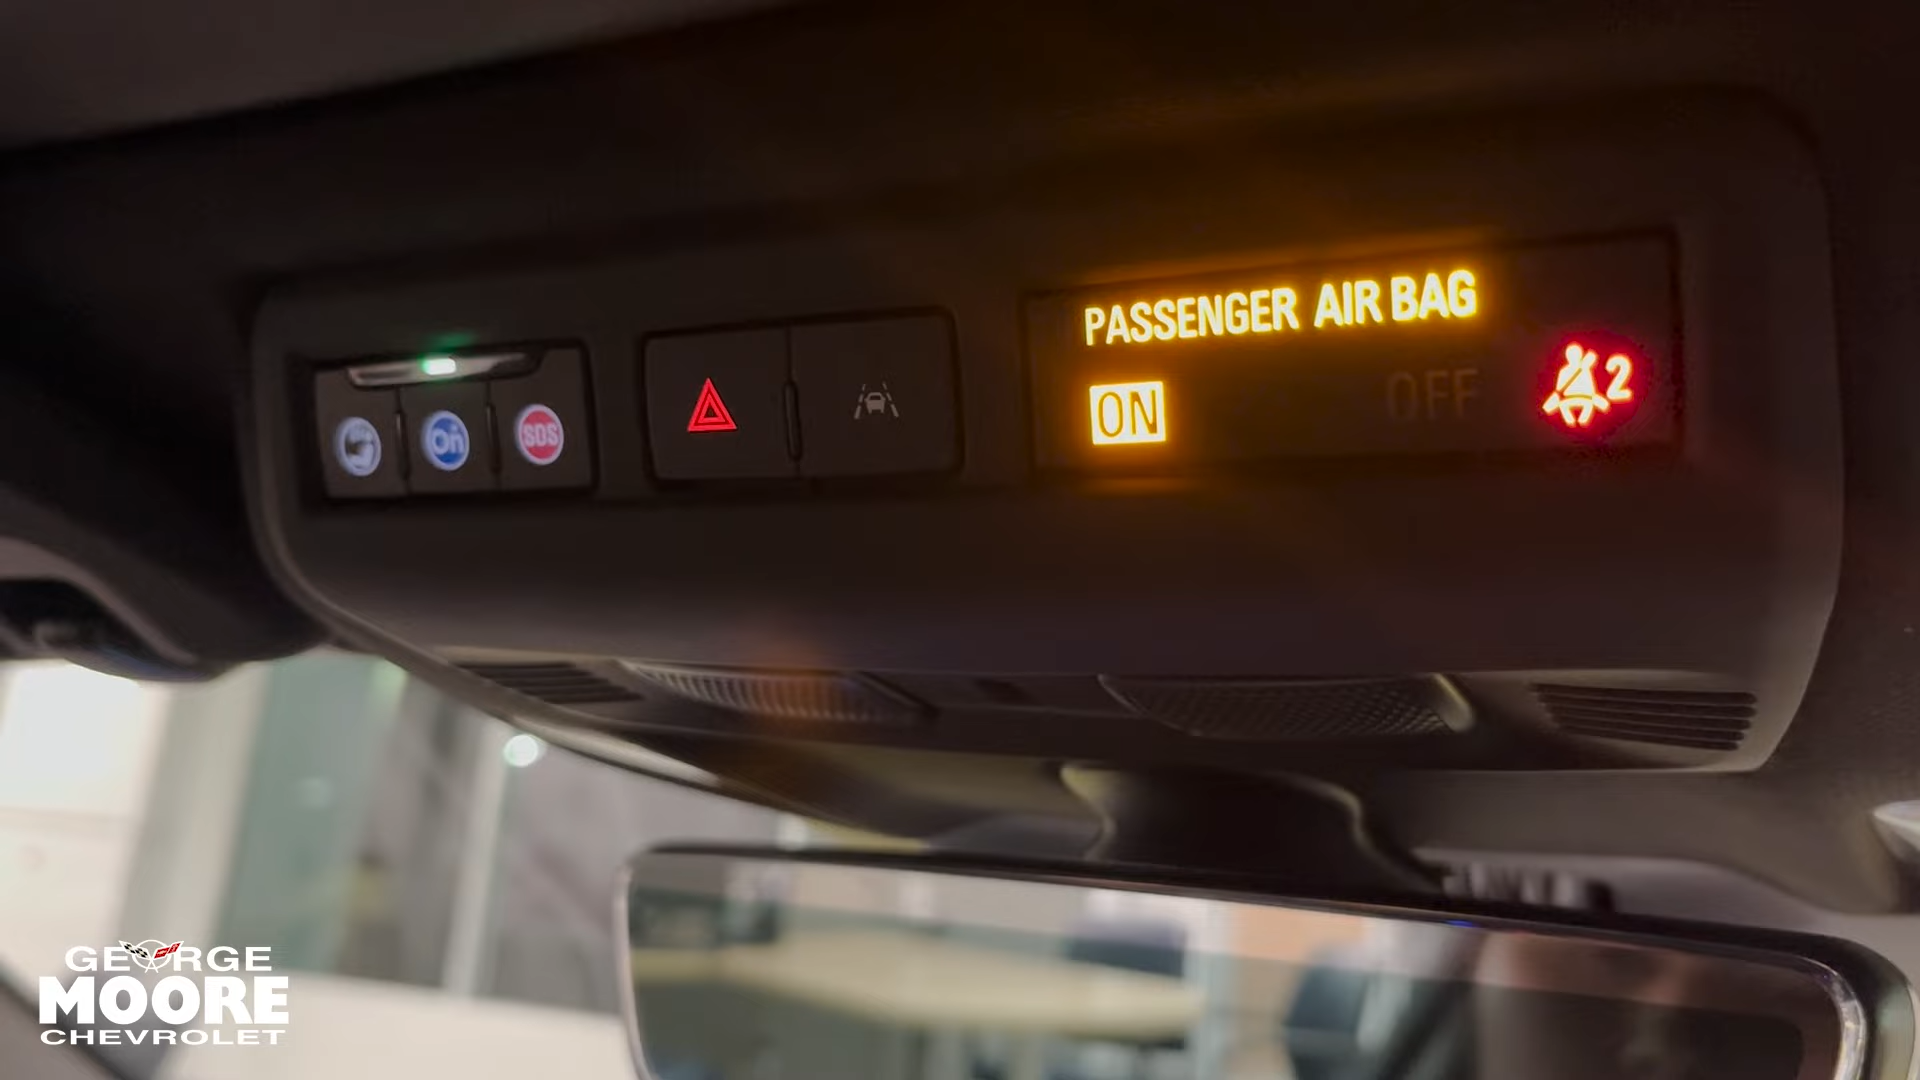 PASSENGER AIR BAG
ON OFF 2
On SOS
GEORGE
MOORE
CHEVROLET